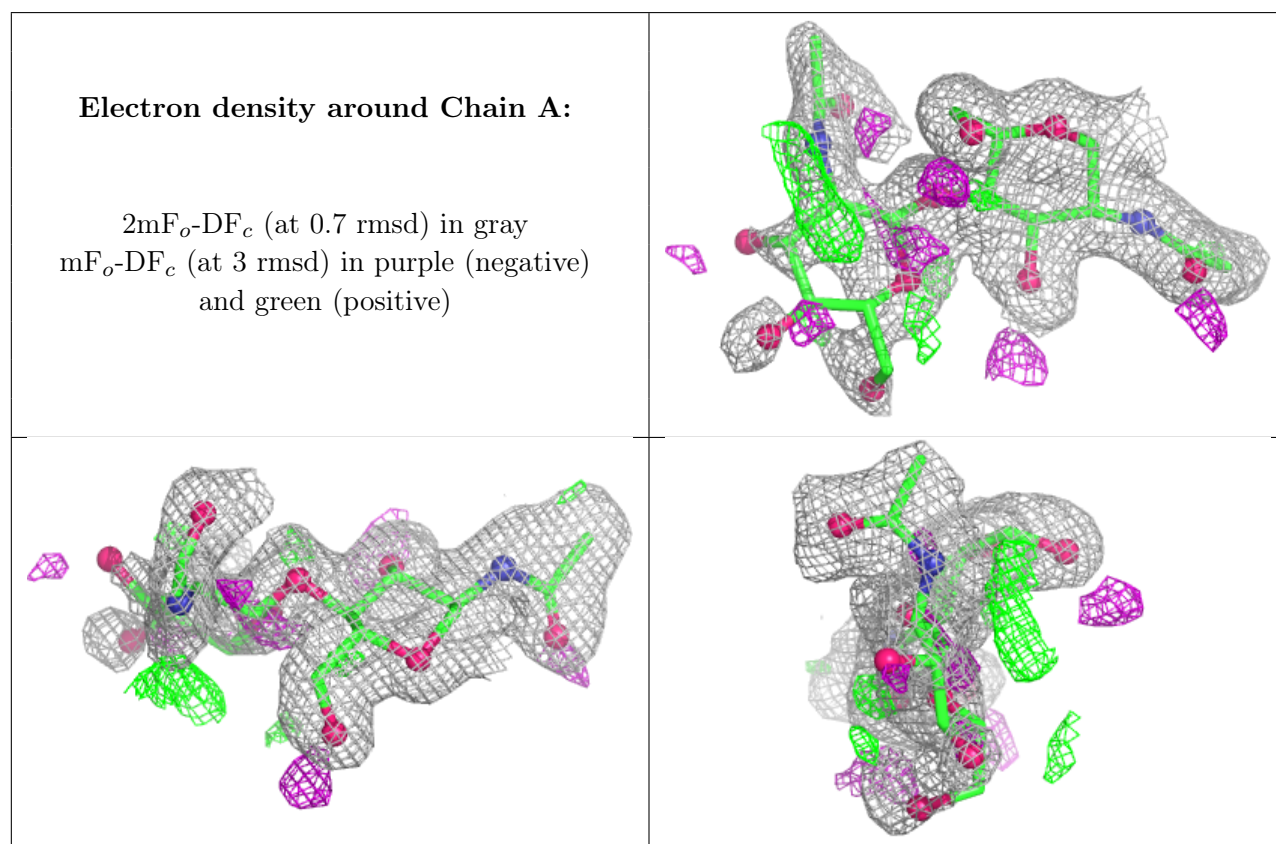 Electron density around Chain A:
2mFo-DFc (at 0.7 rmsd) in gray
mFo-DFc (at 3 rmsd) in purple (negative)
and green (positive)